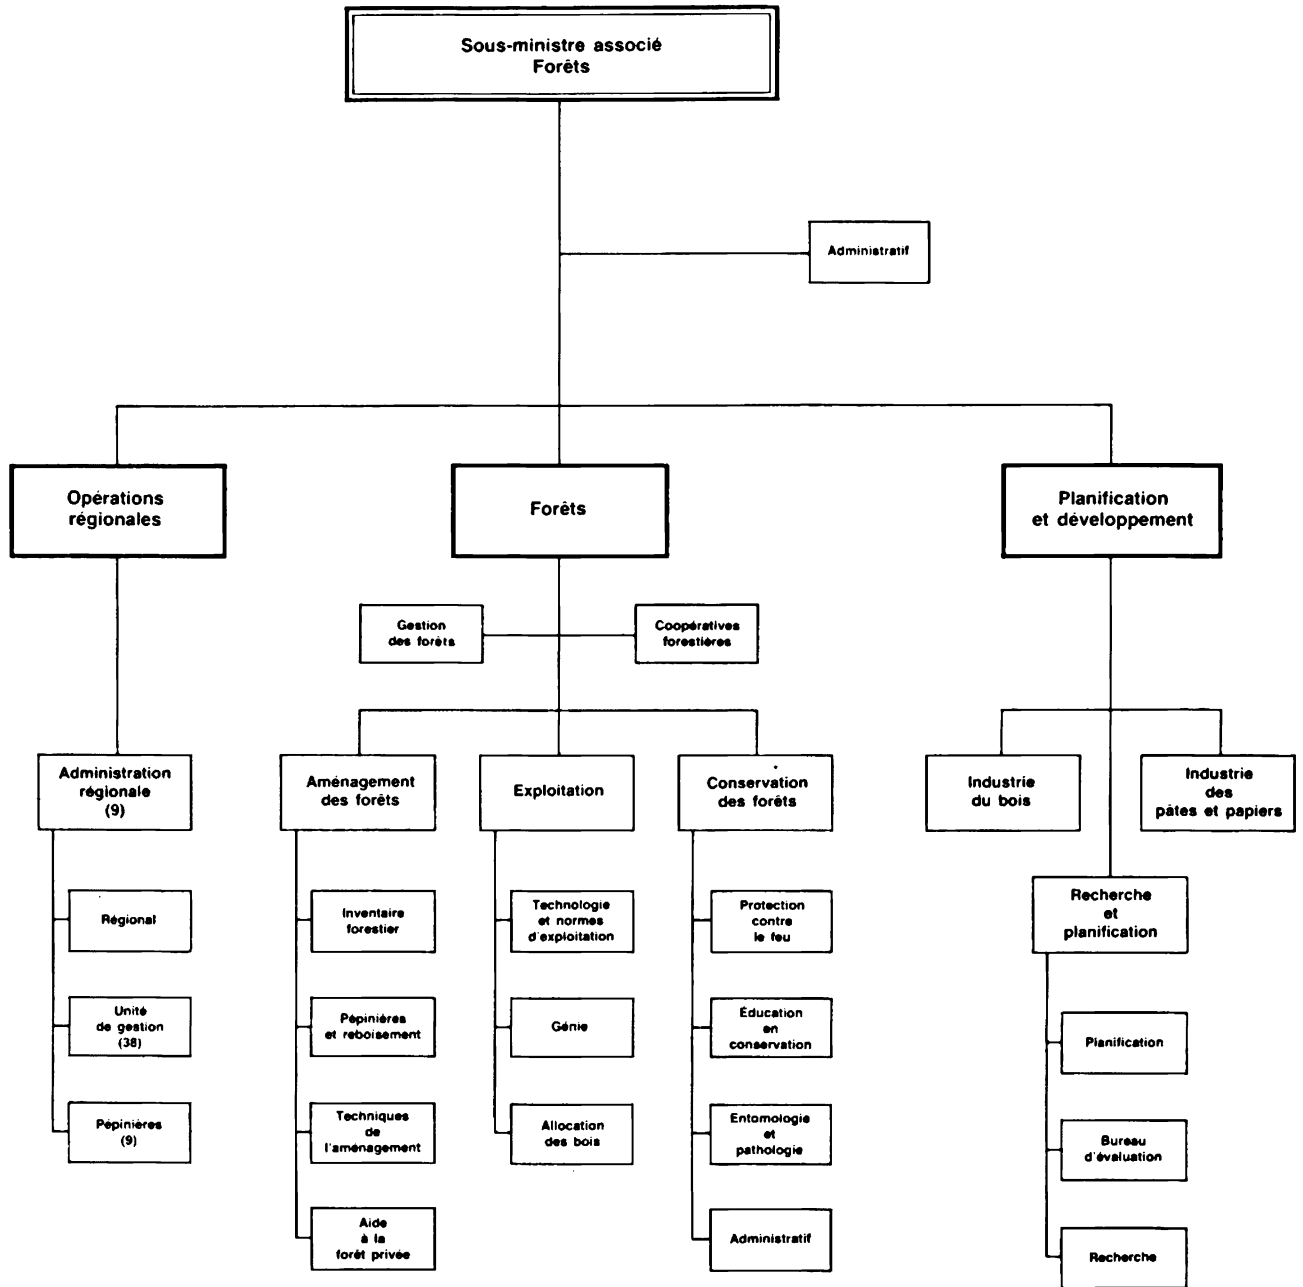 Sous-ministre associé
Forêts
Administratif
Opérations
régionales
Forêts
Planification
et développement
Gestion
des forêts
Coopératives
forestières
Administration
régionale
(9)
Aménagement
des forêts
Exploitation
Conservation
des forêts
Industrie
du bois
Industrie
des
pâtes et papiers
Régional
Unité
de gestion
(38)
Pépinières
(9)
Inventaire
forestier
Pépinières
et reboisement
Techniques
de
l'aménagement
Aide
à la
forêt privée
Technologie
et normes
d'exploitation
Génie
Allocation
des bois
Protection
contre
le feu
Éducation
en
conservation
Entomologie
et
pathologie
Administratif
Recherche
et
planification
Planification
Bureau
d'évaluation
Recherche